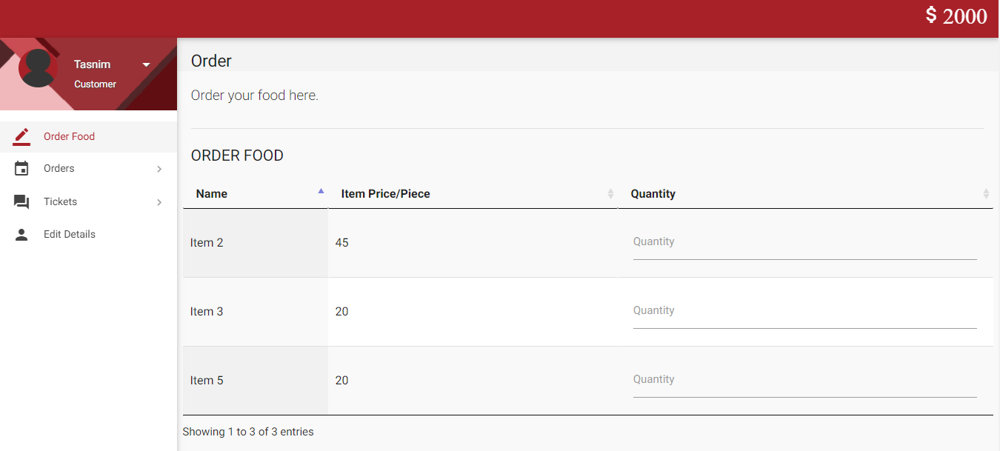 $ 2000
Tasnim
Customer
Order Food
Orders
Tickets
Edit Details
Order
Order your food here.
ORDER FOOD
Name Item Price/Piece Quantity
Item 2 45 Quantity
Item 3 20 Quantity
Item 5 20 Quantity
Showing 1 to 3 of 3 entries